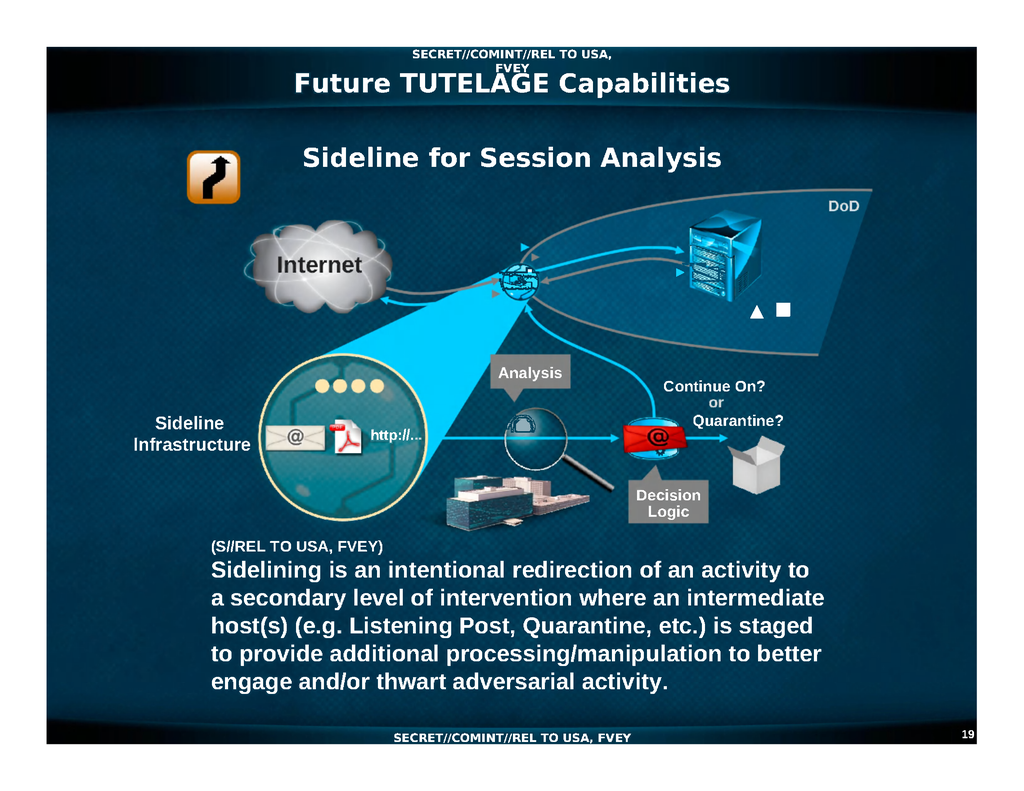 SECRET//COMINT//REL TO USA,
FVEY
Future TUTELAGE Capabilities
Sideline for Session Analysis
DoD
Internet
Analysis
Continue On?
or
Quarantine?
Sideline
Infrastructure
@
http://...
@
Decision
Logic
(S//REL TO USA, FVEY)
Sidelining is an intentional redirection of an activity to
a secondary level of intervention where an intermediate
host(s) (e.g. Listening Post, Quarantine, etc.) is staged
to provide additional processing/manipulation to better
engage and/or thwart adversarial activity.
SECRET//COMINT//REL TO USA, FVEY
19